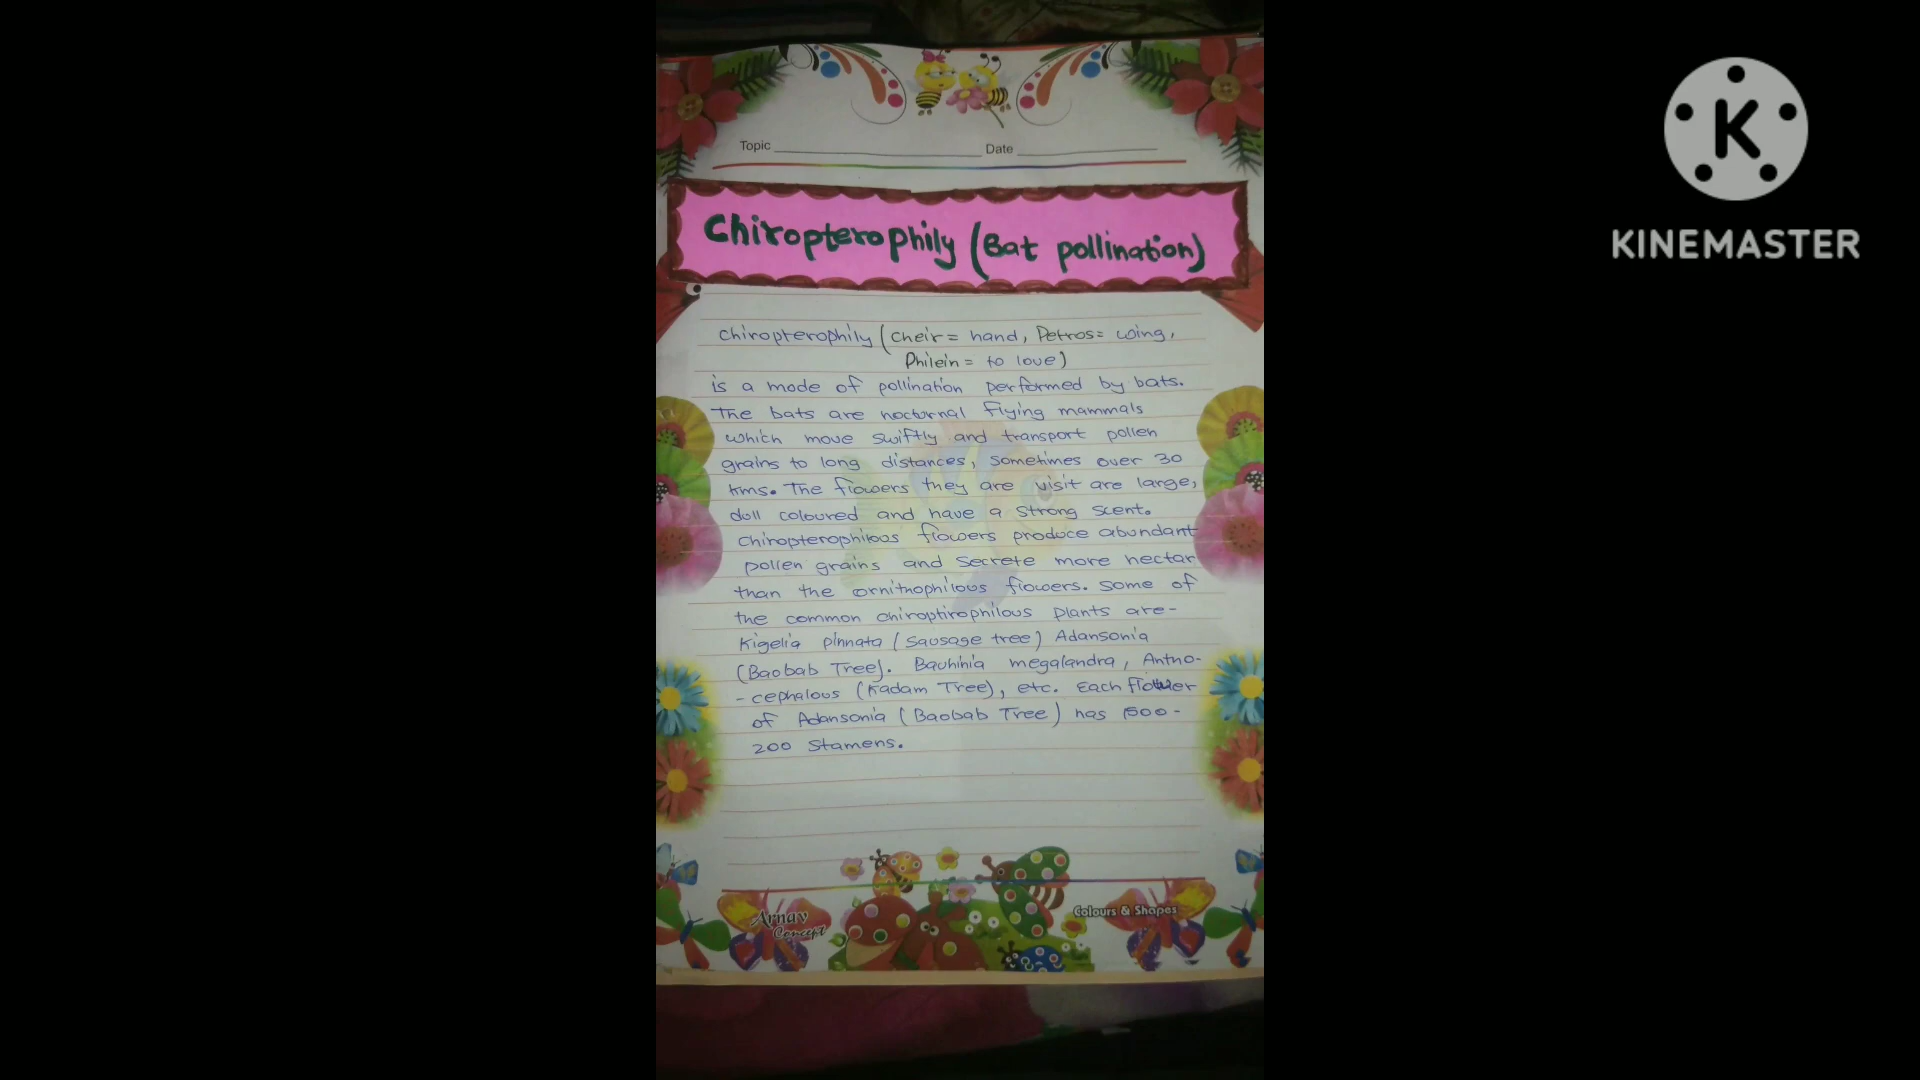 Topic Date
Chiropterophily (Bat pollination)
Chiropterophily (Cheir = hand, Petros = wing,
Philein = to love)
is a mode of pollination performed by bats.
The bats are nocturnal flying mammals
which move swiftly and transport pollen
grains to long distances, sometimes over 30
kms. The flowers they are visit are large,
dull coloured and have a strong scent.
Chiropterophilous flowers produce abundant
pollen grains and secrete more nectar
than the ornithophilous flowers. Some of
the common chiroptirophilous plants are-
Kigelia pinnata (Sausage tree) Adansonia
(Baobab Tree). Bauhinia megalandra, Antho-
- cephalous (Kadam Tree), etc. Each flower
of Adansonia (Baobab Tree) has 1500-
200 Stamens.
Arnav
Concept
Colours & Shapes
K
KINEMASTER